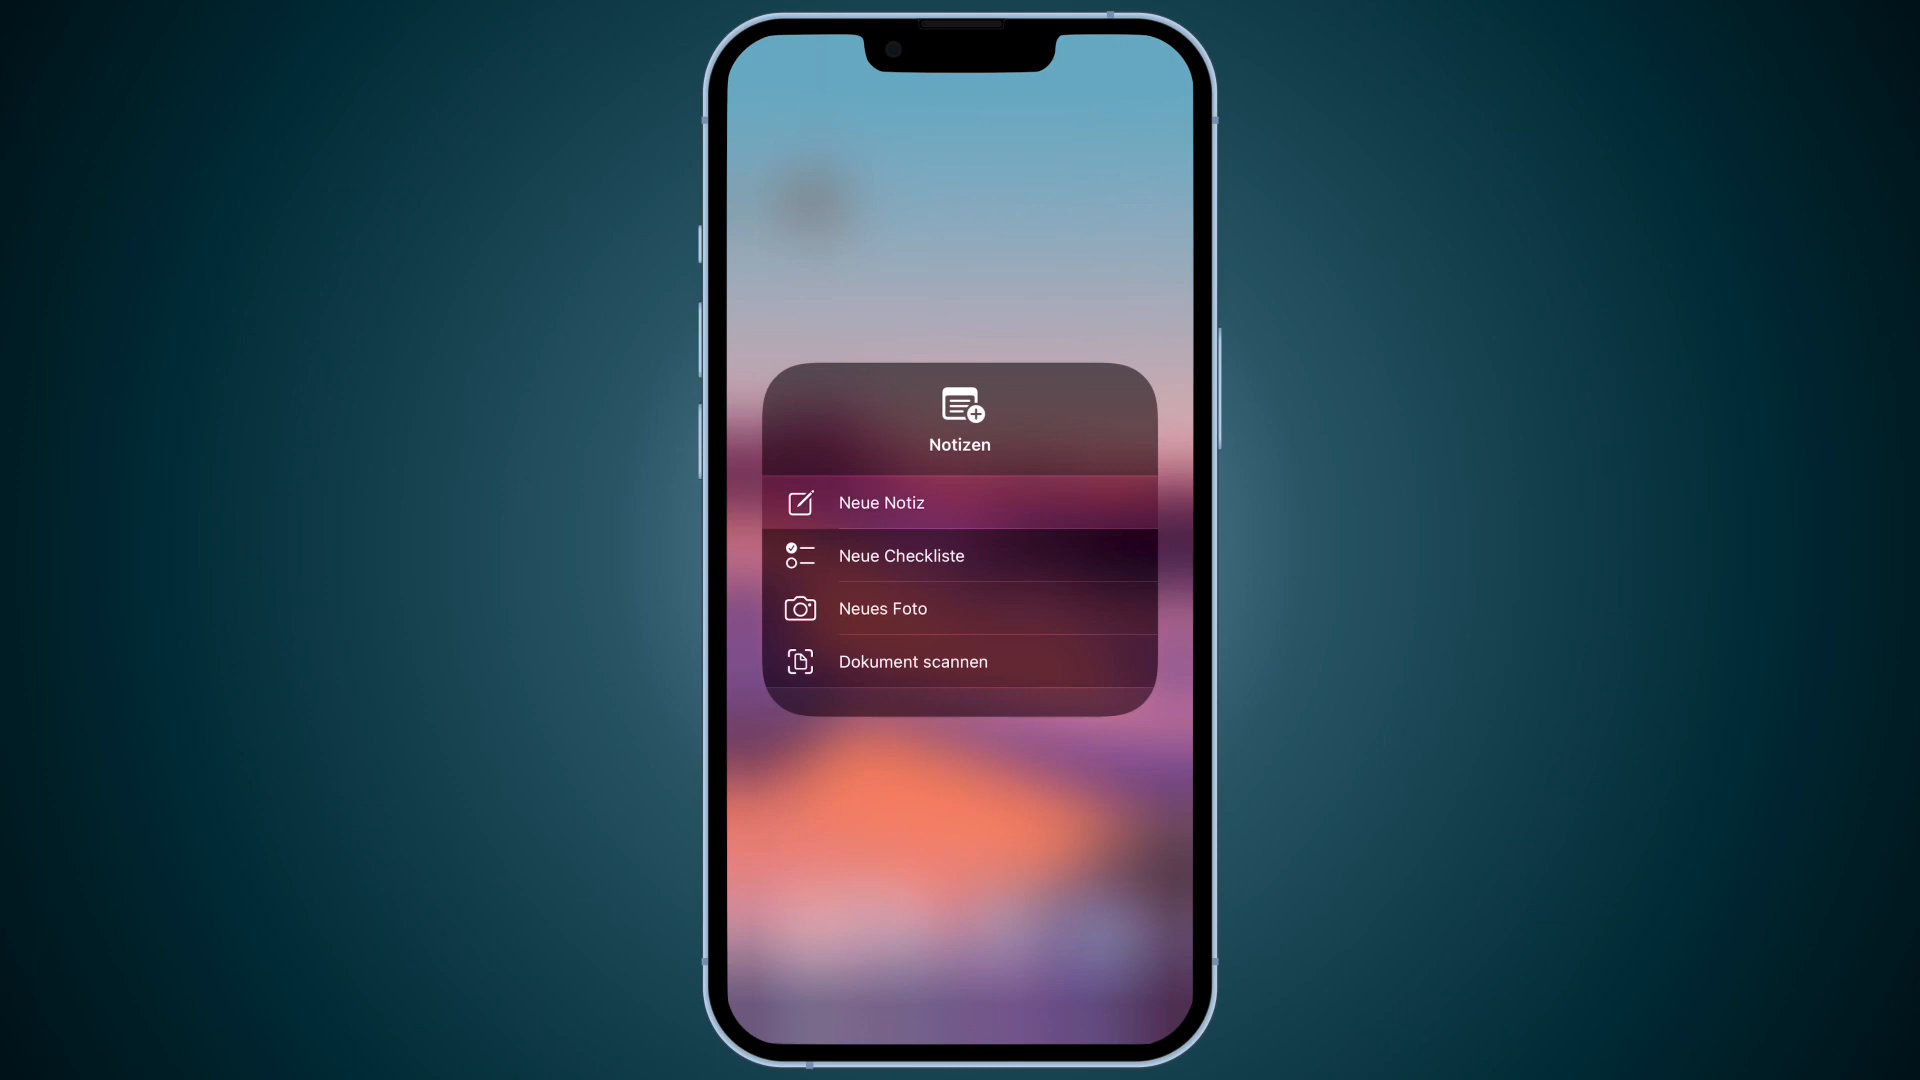 Notizen
Neue Notiz
Neue Checkliste
Neues Foto
Dokument scannen